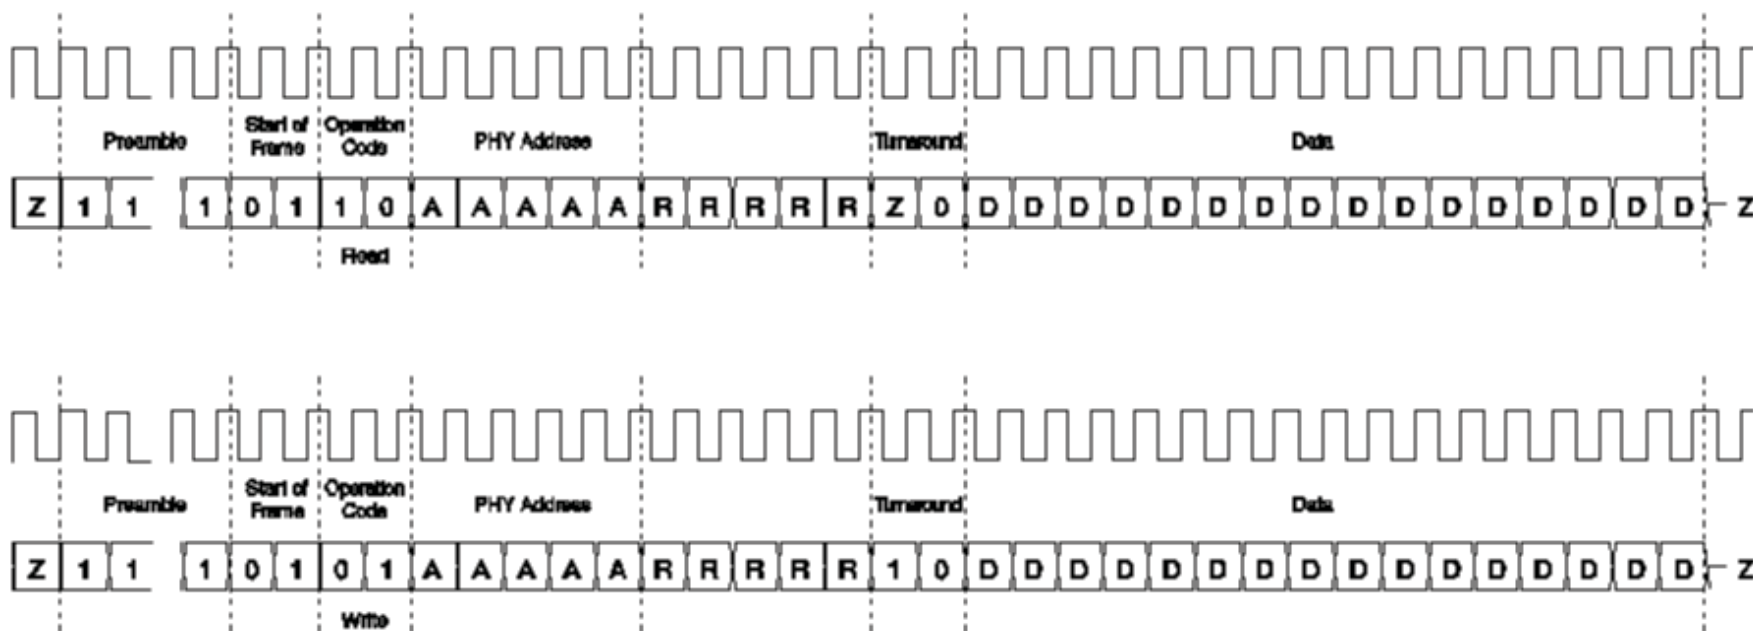 Preamble Start of Frame Operation Code PHY Address Turnaround Data
Z 1 1 1 0 1 1 0 A A A A A R R R R R Z 0 D D D D D D D D D D D D D D D D Z
Read
Preamble Start of Frame Operation Code PHY Address Turnaround Data
Z 1 1 1 0 1 0 1 A A A A A R R R R R 1 0 D D D D D D D D D D D D D D D D Z
Write